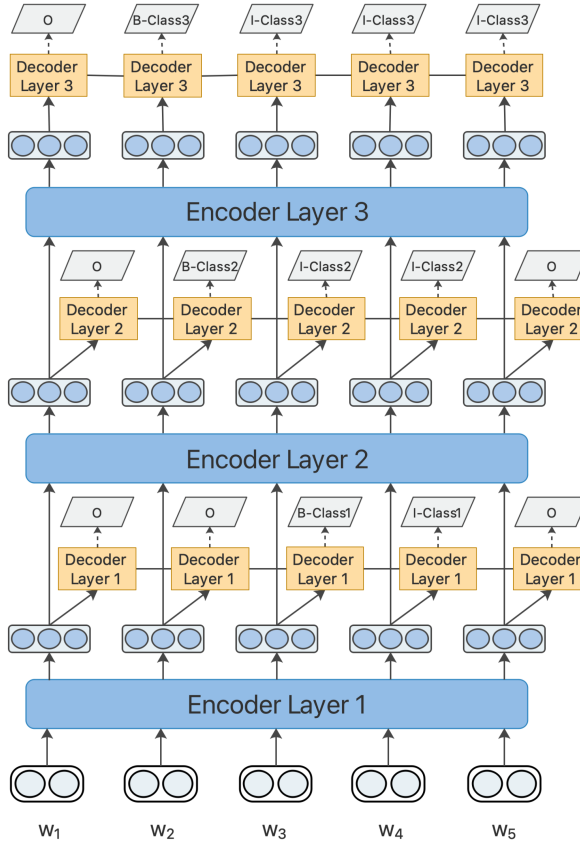 O B-Class3 I-Class3 I-Class3 I-Class3
Decoder Decoder Decoder Decoder Decoder
Layer 3 Layer 3 Layer 3 Layer 3 Layer 3
Encoder Layer 3
O B-Class2 I-Class2 I-Class2 O
Decoder Decoder Decoder Decoder Decoder
Layer 2 Layer 2 Layer 2 Layer 2 Layer 2
Encoder Layer 2
O O B-Class1 I-Class1 O
Decoder Decoder Decoder Decoder Decoder
Layer 1 Layer 1 Layer 1 Layer 1 Layer 1
Encoder Layer 1
w1 w2 w3 w4 w5